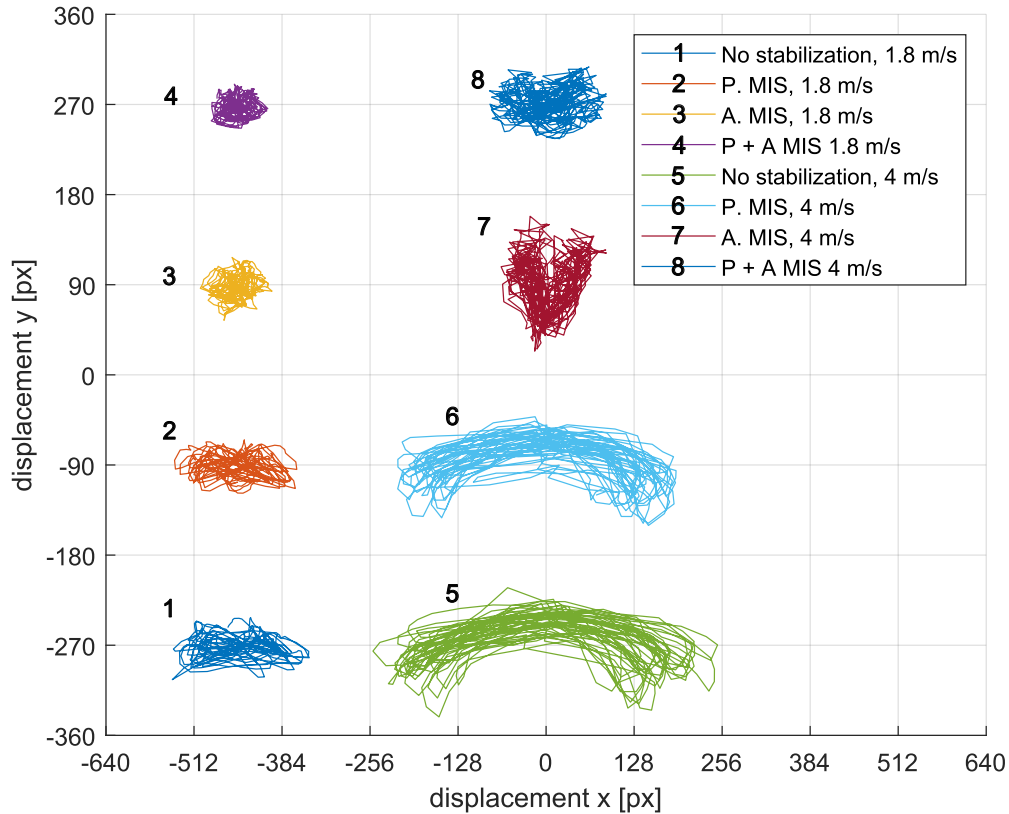 360
270
180
90
0
-90
-180
-270
-360
displacement y [px]
-640
-512
-384
-256
-128
0
128
256
384
512
640
displacement x [px]
4
8
3
7
2
6
1
5
1 No stabilization, 1.8 m/s
2 P. MIS, 1.8 m/s
3 A. MIS, 1.8 m/s
4 P + A MIS 1.8 m/s
5 No stabilization, 4 m/s
6 P. MIS, 4 m/s
7 A. MIS, 4 m/s
8 P + A MIS 4 m/s